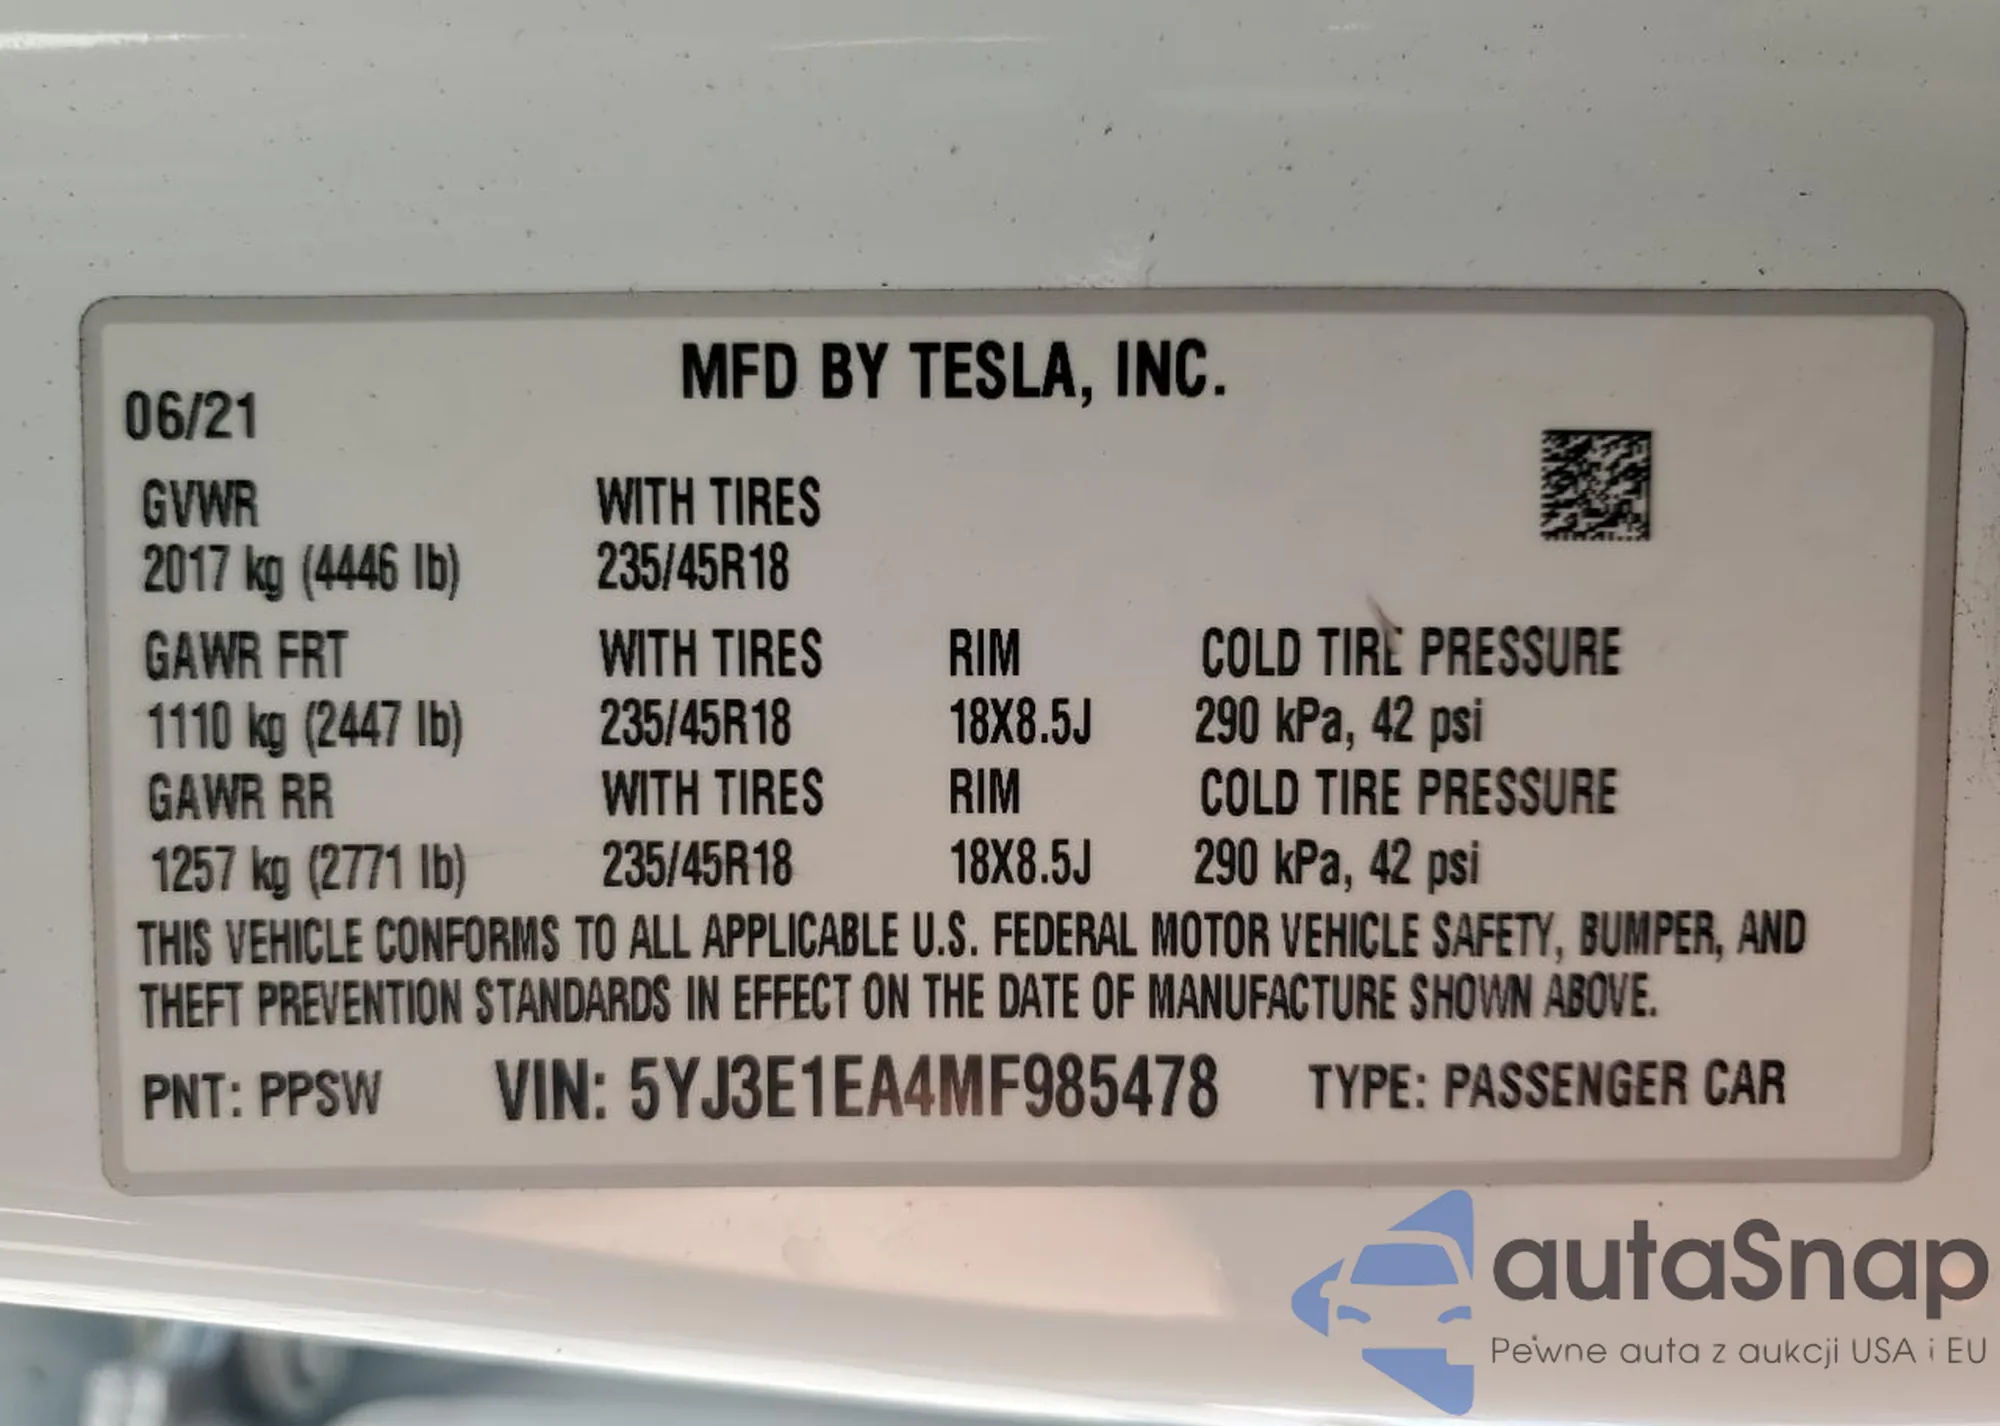 MFD BY TESLA, INC.
06/21
GVWR WITH TIRES
2017 kg (4446 lb) 235/45R18
GAWR FRT WITH TIRES RIM COLD TIRE PRESSURE
1110 kg (2447 lb) 235/45R18 18X8.5J 290 kPa, 42 psi
GAWR RR WITH TIRES RIM COLD TIRE PRESSURE
1257 kg (2771 lb) 235/45R18 18X8.5J 290 kPa, 42 psi
THIS VEHICLE CONFORMS TO ALL APPLICABLE U.S. FEDERAL MOTOR VEHICLE SAFETY, BUMPER, AND
THEFT PREVENTION STANDARDS IN EFFECT ON THE DATE OF MANUFACTURE SHOWN ABOVE.
PNT: PPSW VIN: 5YJ3E1EA4MF985478 TYPE: PASSENGER CAR
autaSnap
Pewne auta z aukcji USA i EU